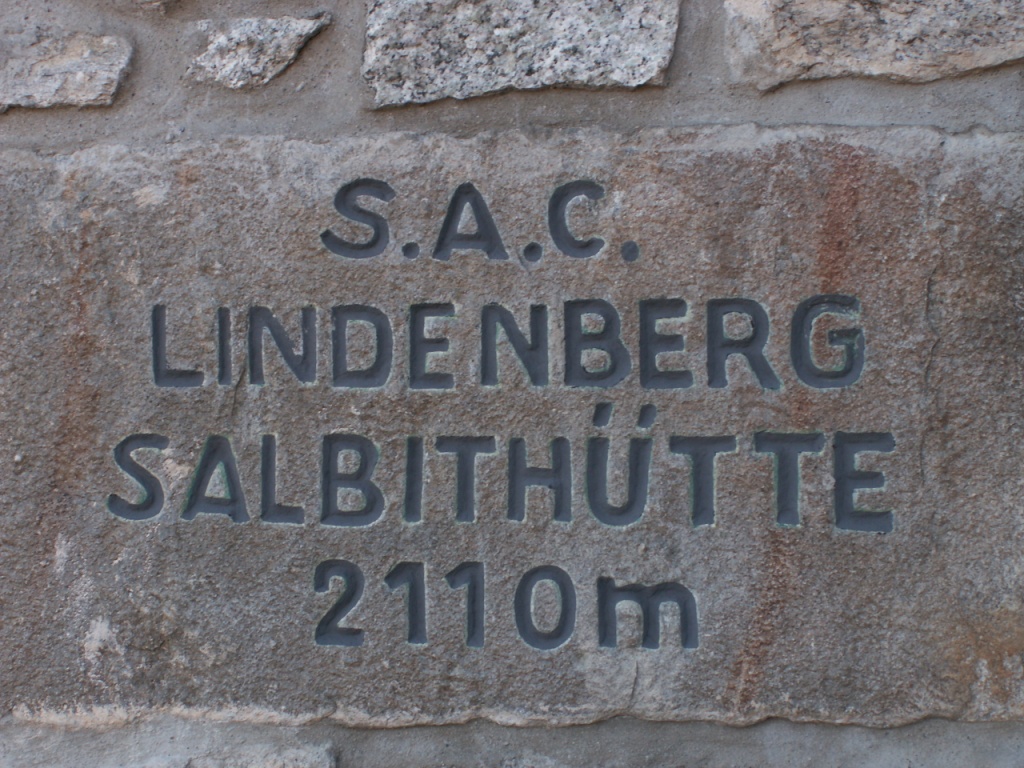 S.A.C.
LINDENBERG
SALBITHÜTTE
2110m